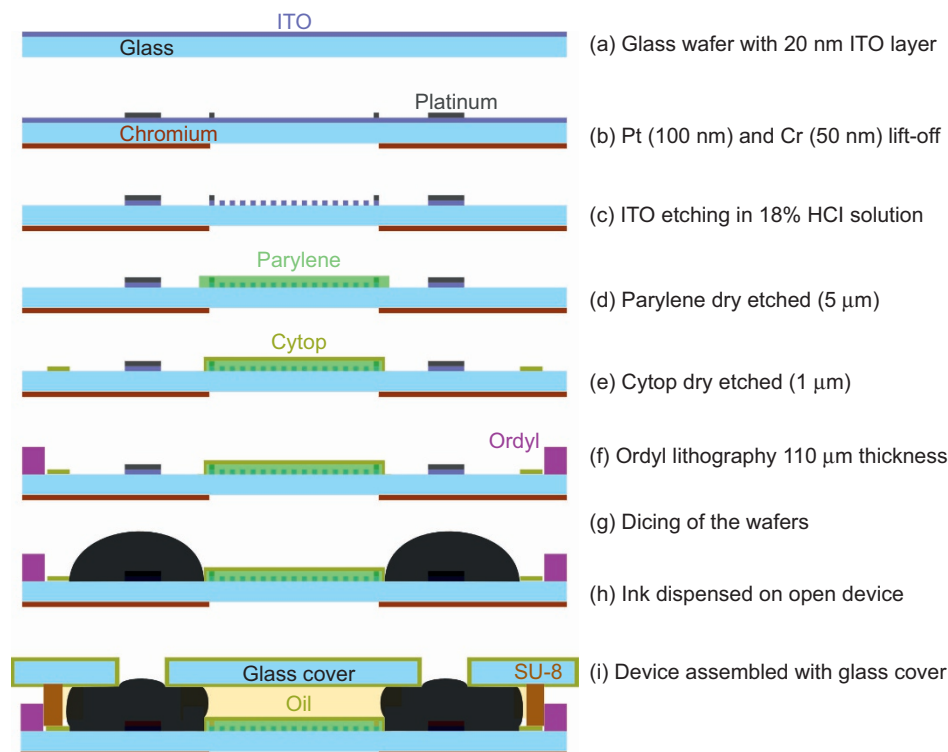 ITO
Glass
(a) Glass wafer with 20 nm ITO layer
Platinum
Chromium
(b) Pt (100 nm) and Cr (50 nm) lift-off
(c) ITO etching in 18% HCl solution
Parylene
(d) Parylene dry etched (5 μm)
Cytop
(e) Cytop dry etched (1 μm)
Ordyl
(f) Ordyl lithography 110 μm thickness
(g) Dicing of the wafers
(h) Ink dispensed on open device
Glass cover
SU-8
(i) Device assembled with glass cover
Oil